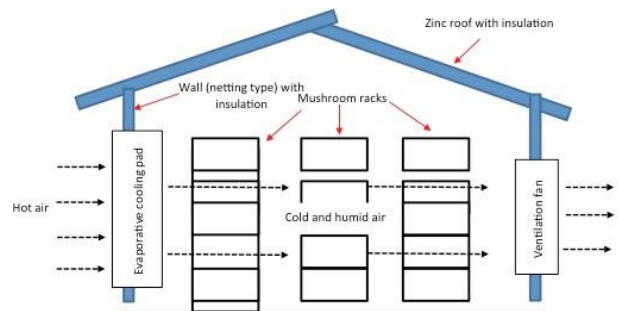 Zinc roof with insulation
Wall (netting type) with
insulation
Mushroom racks
Hot air
Evaporative cooling pad
Cold and humid air
Ventilation fan